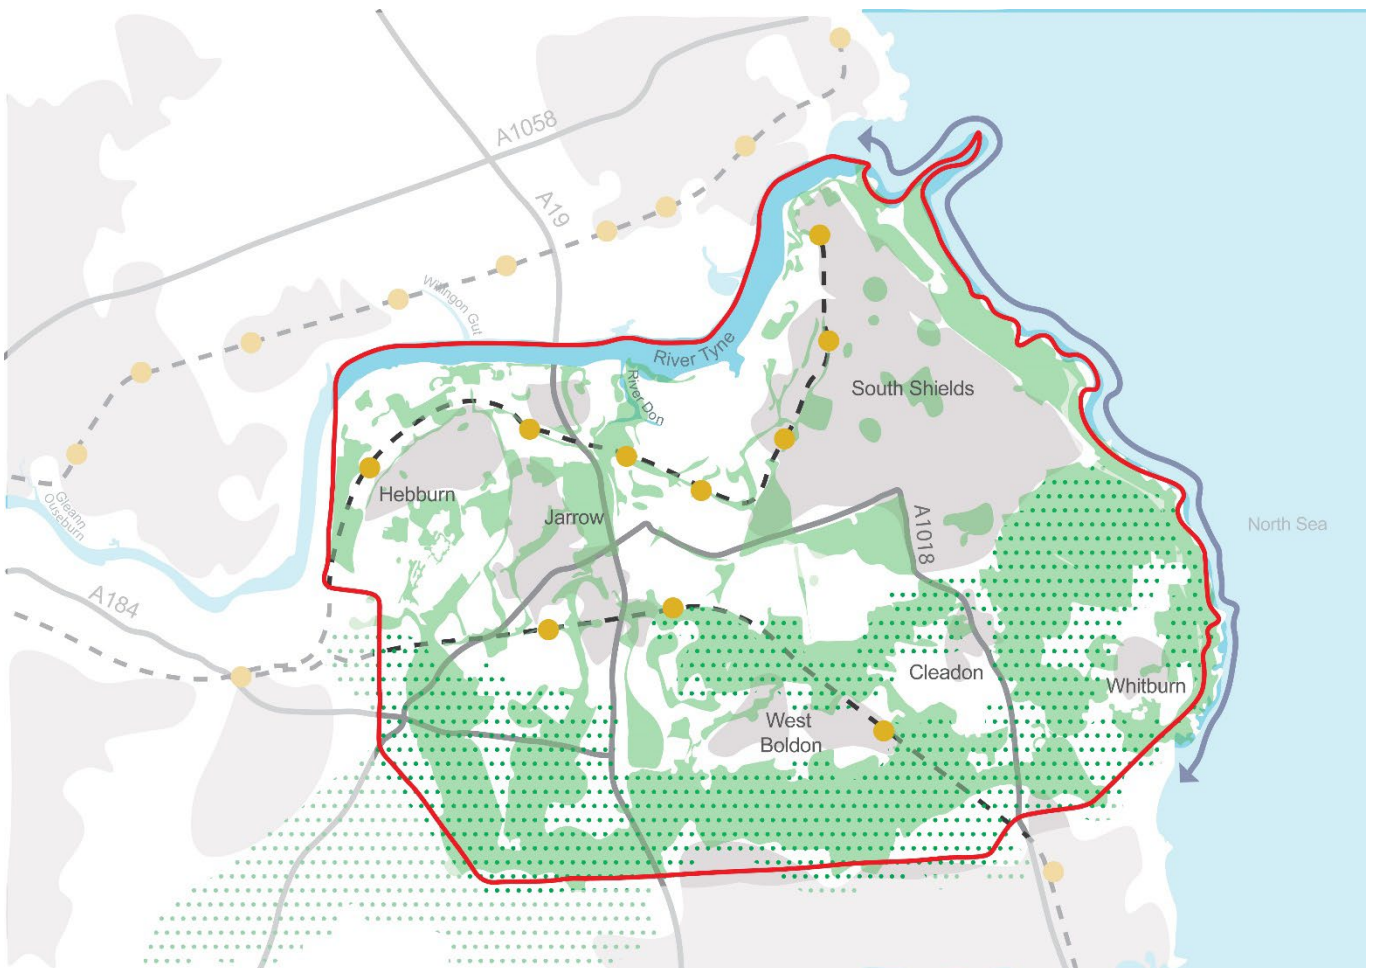 A1058
A19
Willingon Gut
River Tyne
River Don
South Shields
Hebburn
Jarrow
Gleann
Ouseburn
A1018
North Sea
A184
Cleadon
Whitburn
West
Boldon